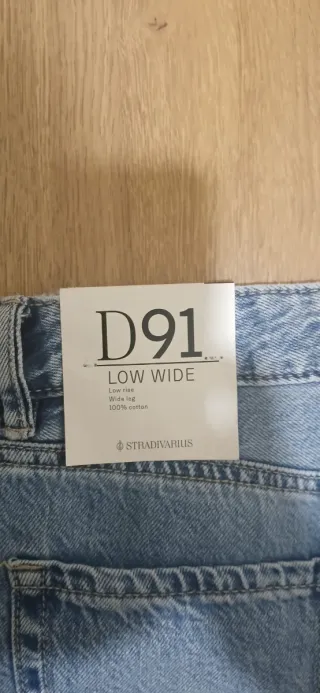 D91.
LOW WIDE
Low rise
Wide leg
100% cotton
STRADIVARIUS